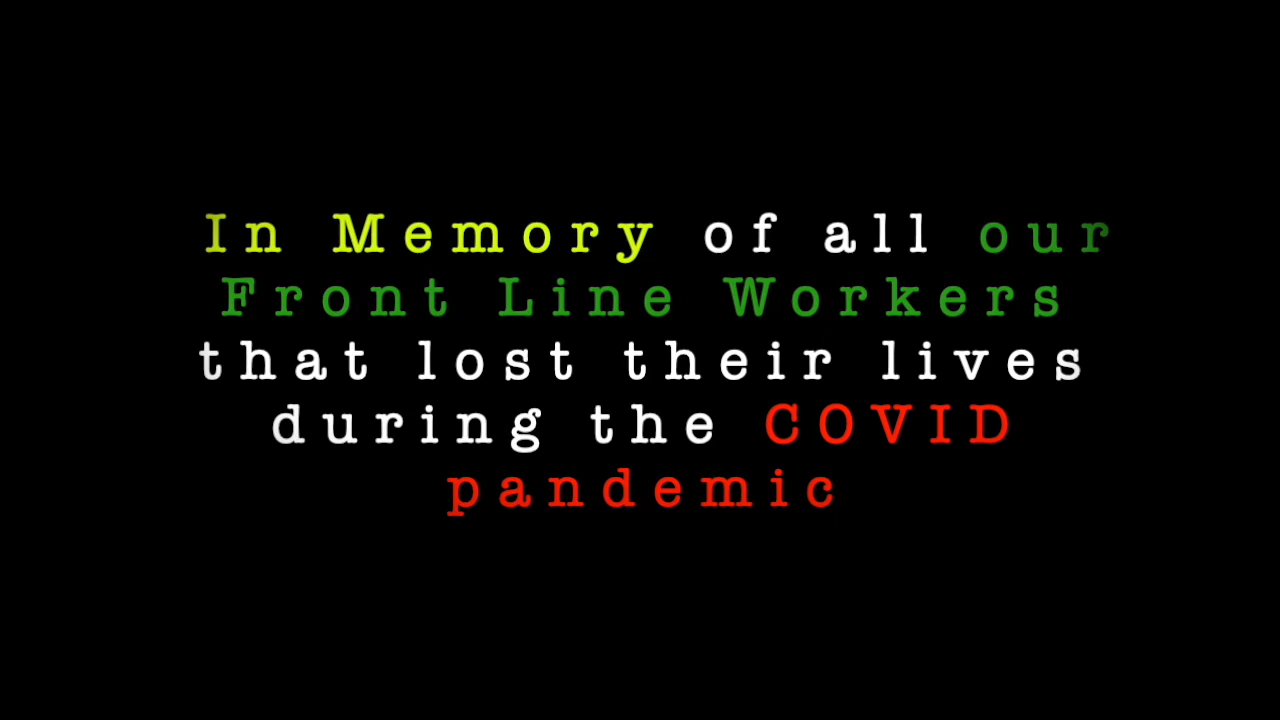 In Memory of all our
Front Line Workers
that lost their lives
during the COVID
pandemic